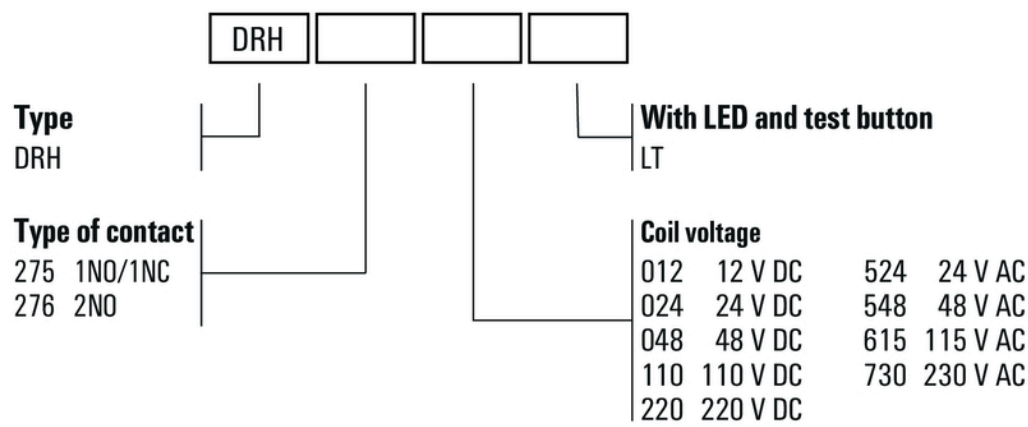 DRH
Type
DRH
With LED and test button
LT
Type of contact
275 1NO/1NC
276 2NO
Coil voltage
012 12 V DC 524 24 V AC
024 24 V DC 548 48 V AC
048 48 V DC 615 115 V AC
110 110 V DC 730 230 V AC
220 220 V DC